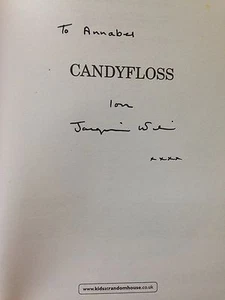 To Annabel
CANDYFLOSS
love
xxxx
www.kidsatrandomhouse.co.uk